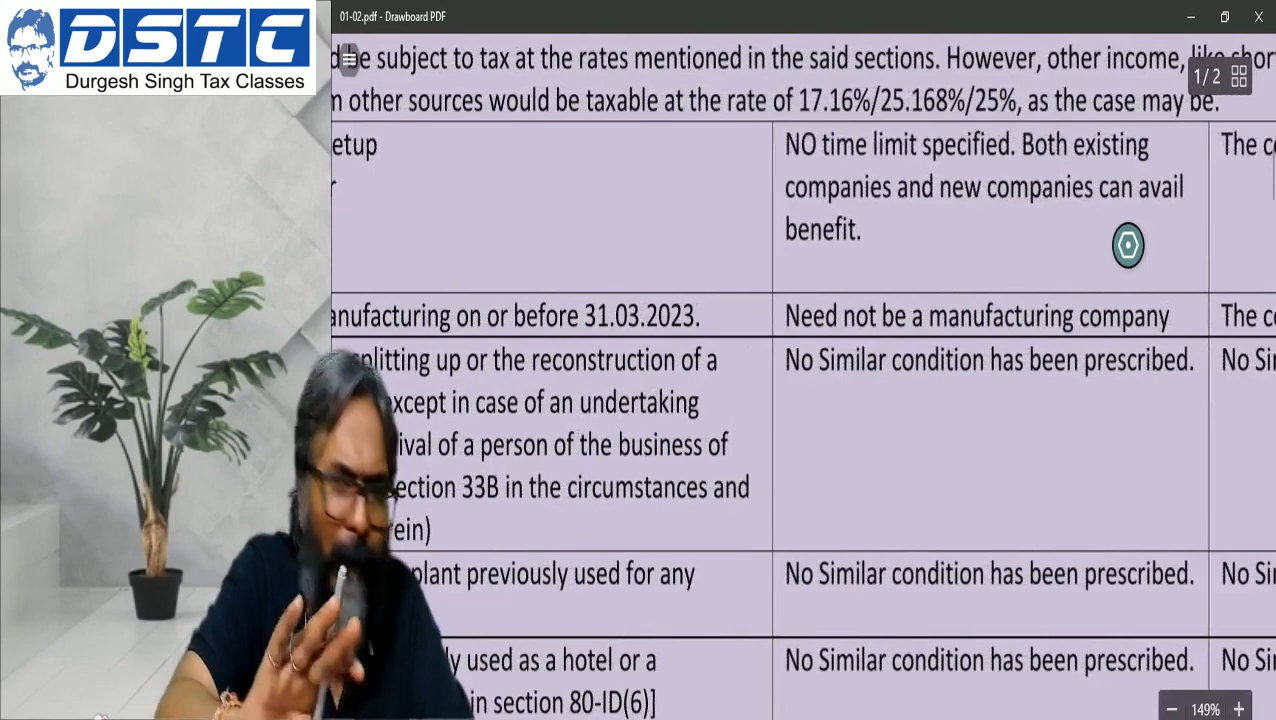 DSTC
Durgesh Singh Tax Classes
01-02.pdf - Drawboard PDF
be subject to tax at the rates mentioned in the said sections. However, other income, like
1/2
other sources would be taxable at the rate of 17.16%/25.168%/25%, as the case may be.
etup
NO time limit specified. Both existing
companies and new companies can avail
benefit.
The
anufacturing on or before 31.03.2023.
Need not be a manufacturing company
The
splitting up or the reconstruction of a
except in case of an undertaking
ival of a person of the business of
section 33B in the circumstances and
rein)
No Similar condition has been prescribed.
No
plant previously used for any
No Similar condition has been prescribed.
No
y used as a hotel or a
in section 80-ID(6)]
No Similar condition has been prescribed.
No
149%